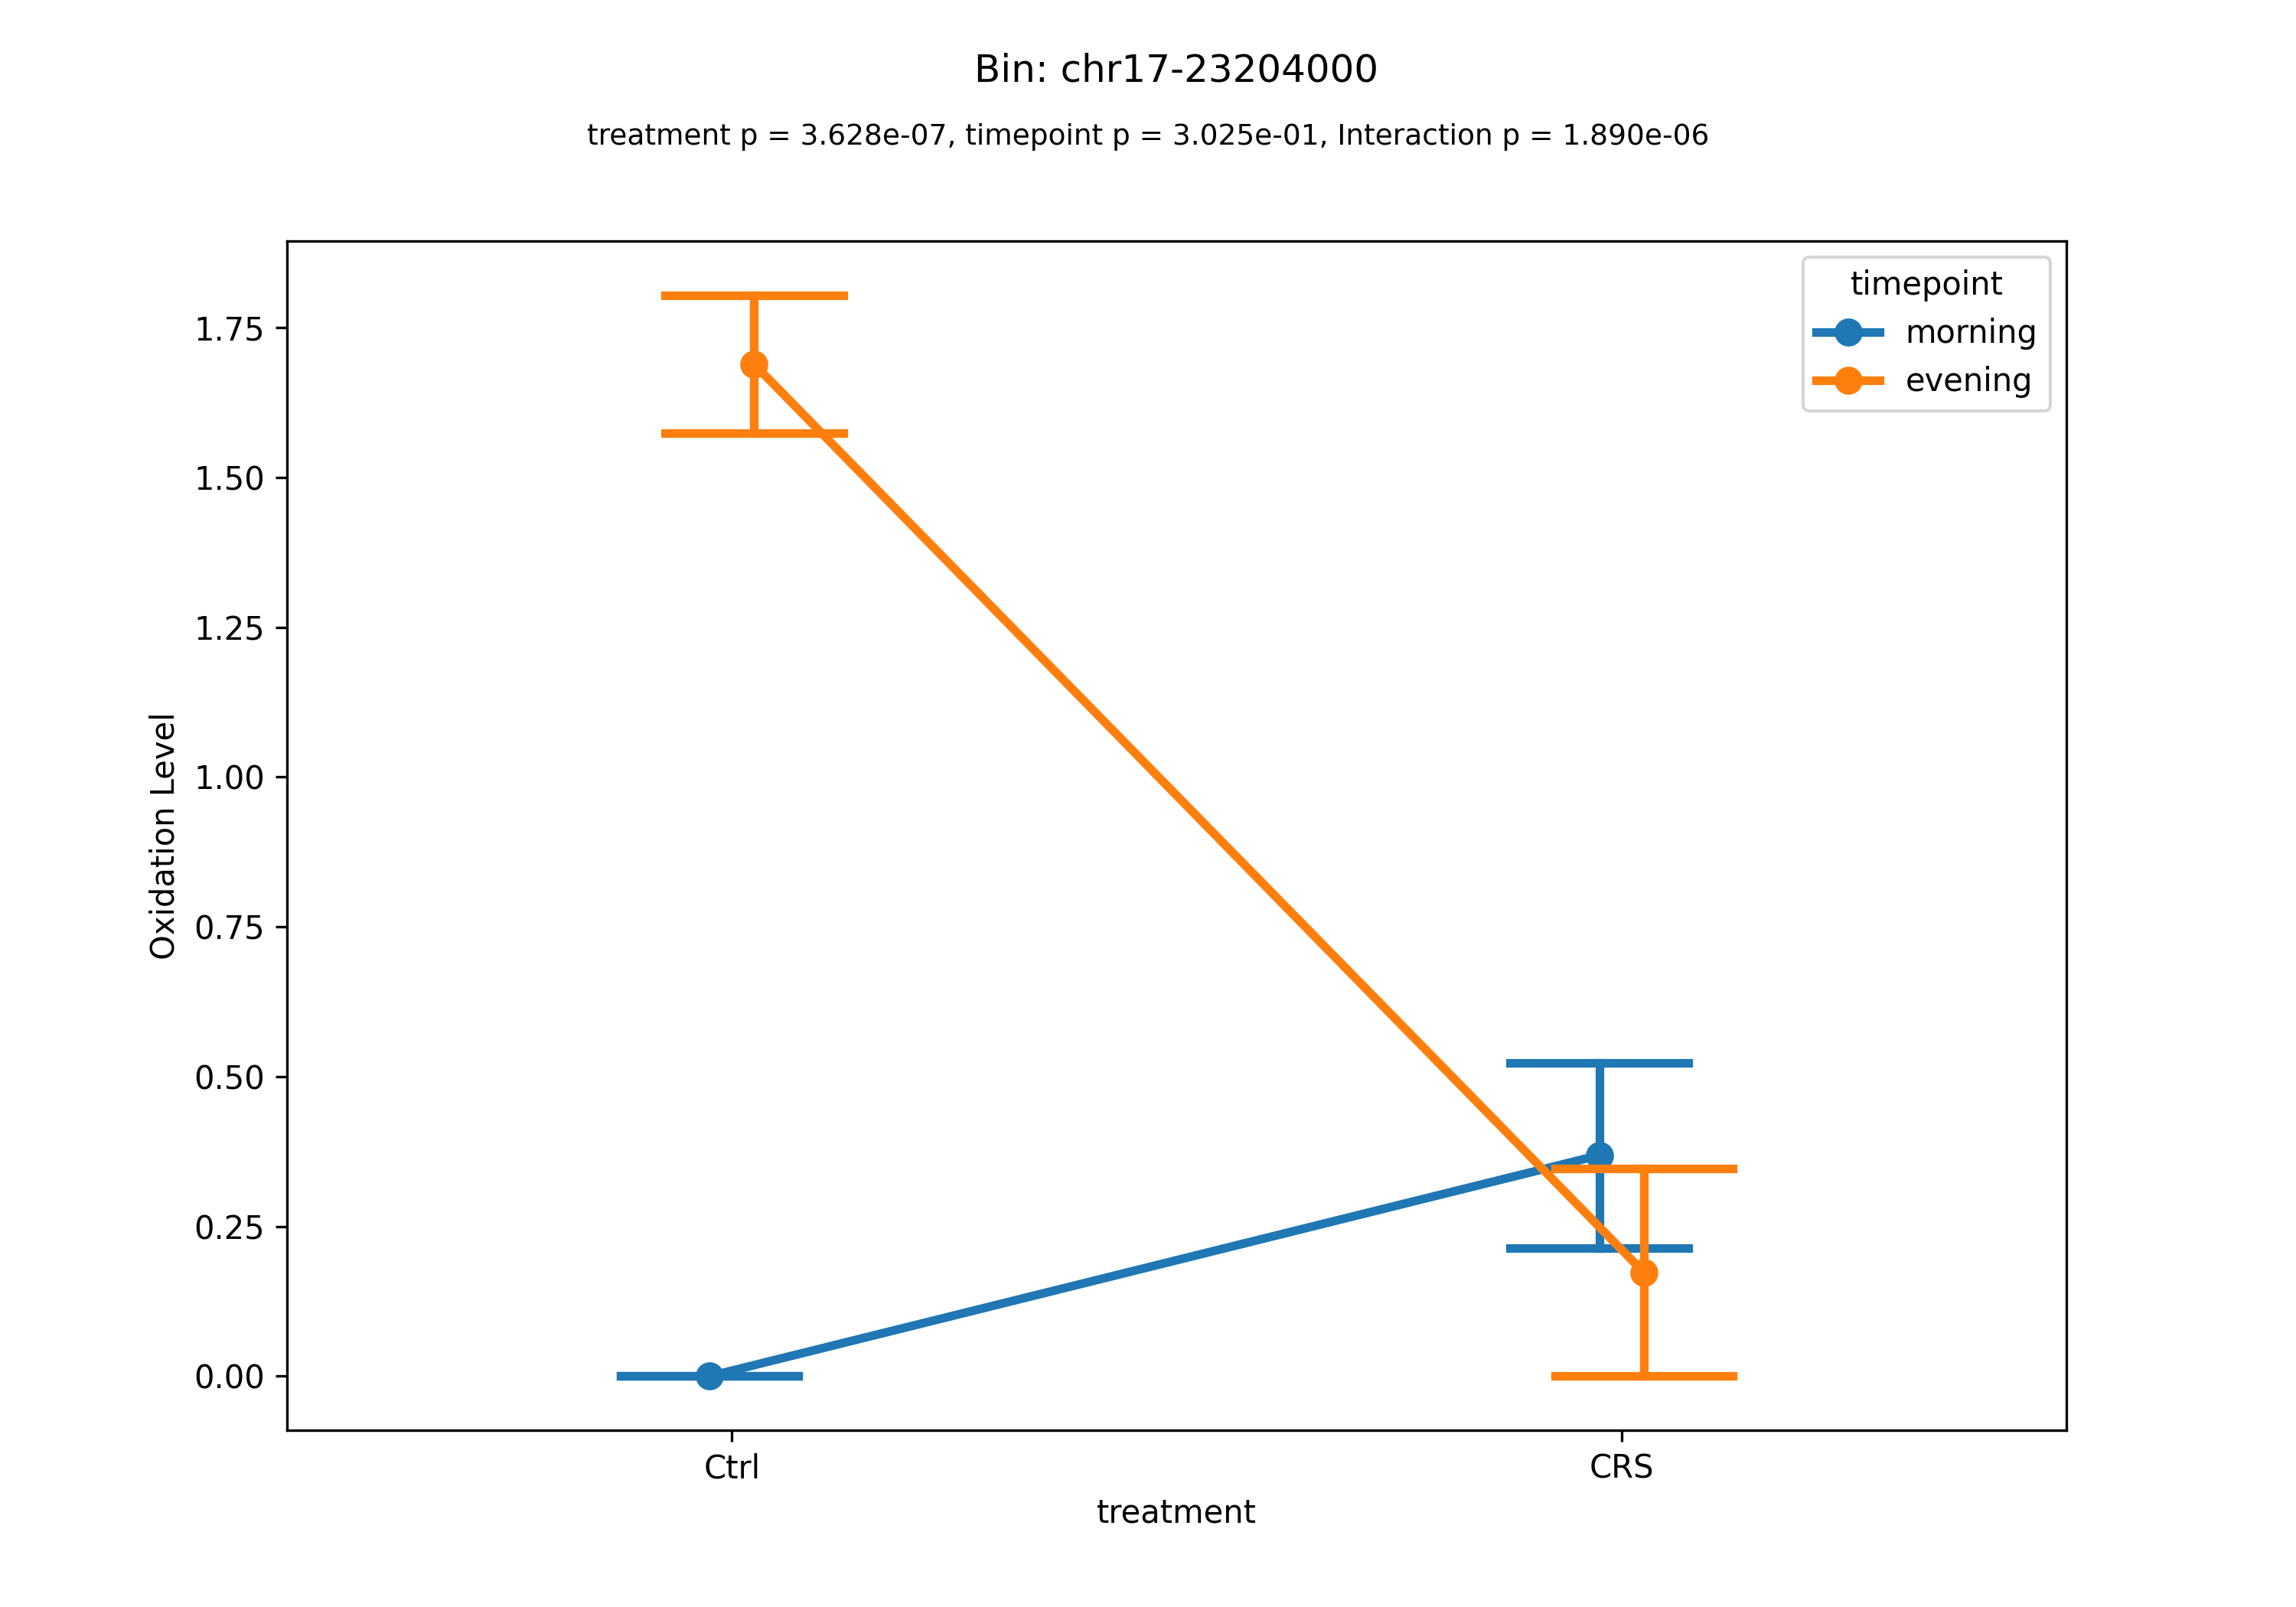 Bin: chr17-23204000
treatment p = 3.628e-07, timepoint p = 3.025e-01, Interaction p = 1.890e-06
timepoint
morning
evening
1.75
1.50
1.25
1.00
0.75
0.50
0.25
0.00
Oxidation Level
Ctrl
CRS
treatment